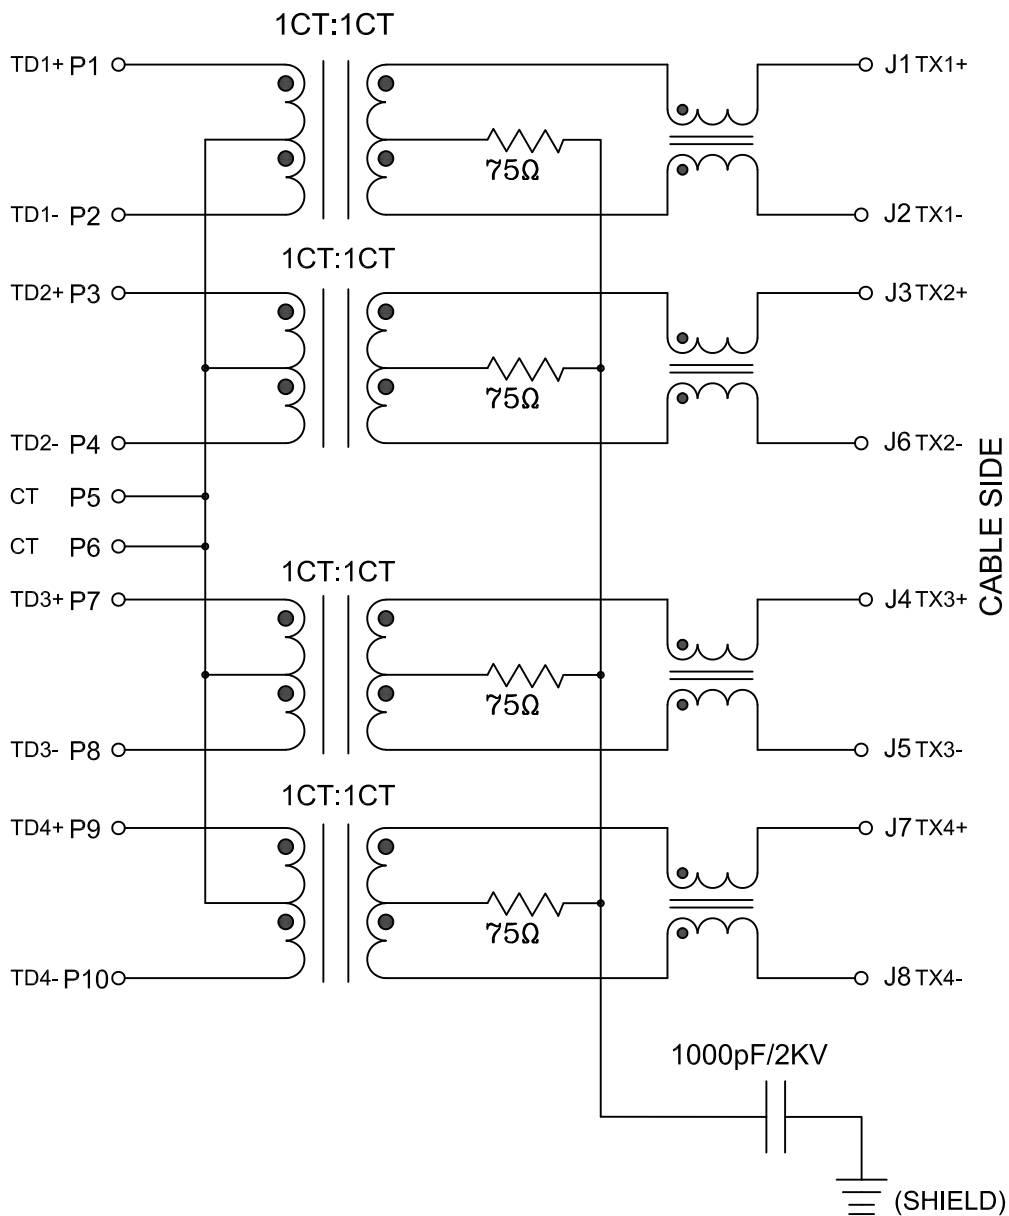 1CT:1CT
TD1+ P1 J1 TX1+
75Ω
TD1- P2 J2 TX1-
1CT:1CT
TD2+ P3 J3 TX2+
75Ω
TD2- P4 J6 TX2-
CT P5
CT P6
CABLE SIDE
1CT:1CT
TD3+ P7 J4 TX3+
75Ω
TD3- P8 J5 TX3-
1CT:1CT
TD4+ P9 J7 TX4+
75Ω
TD4- P10 J8 TX4-
1000pF/2KV
(SHIELD)